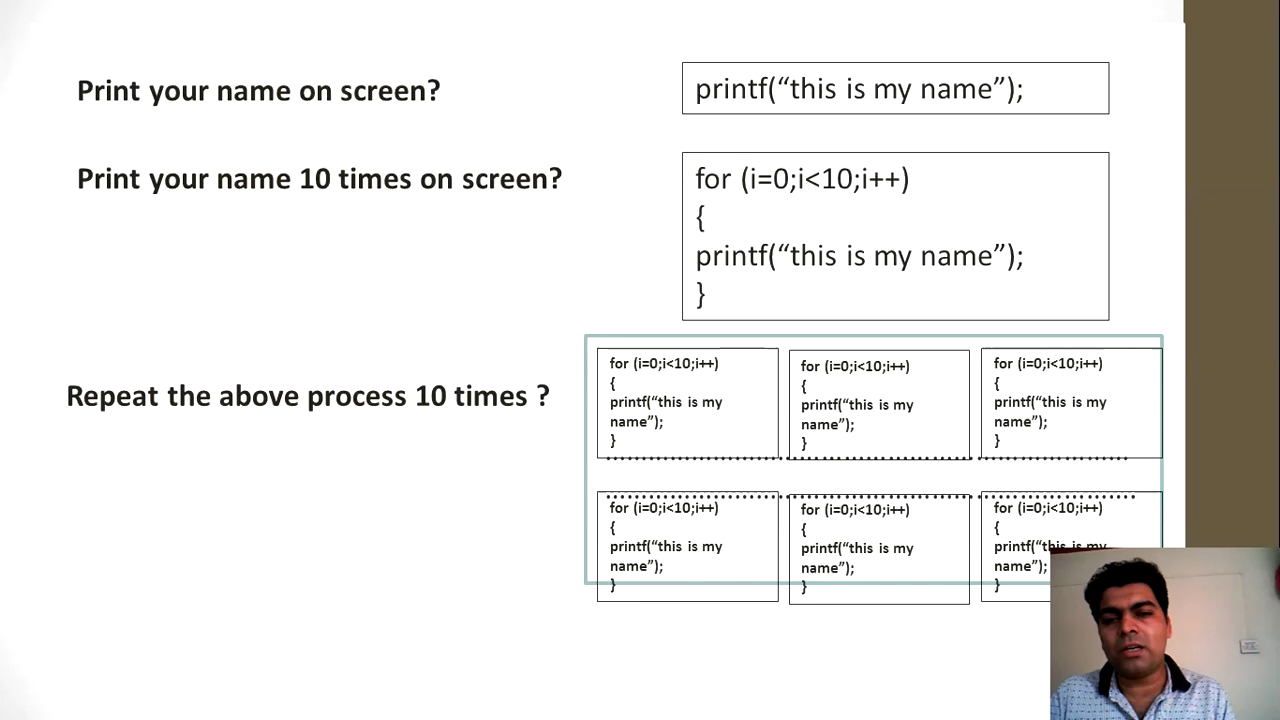 Print your name on screen?
printf(“this is my name”);
Print your name 10 times on screen?
for (i=0;i<10;i++)
{
printf(“this is my name”);
}
Repeat the above process 10 times ?
for (i=0;i<10;i++)
{
printf(“this is my
name”);
}
for (i=0;i<10;i++)
{
printf(“this is my
name”);
}
for (i=0;i<10;i++)
{
printf(“this is my
name”);
}
for (i=0;i<10;i++)
{
printf(“this is my
name”);
}
for (i=0;i<10;i++)
{
printf(“this is my
name”);
}
for (i=0;i<10;i++)
{
printf(“this is my
name”);
}